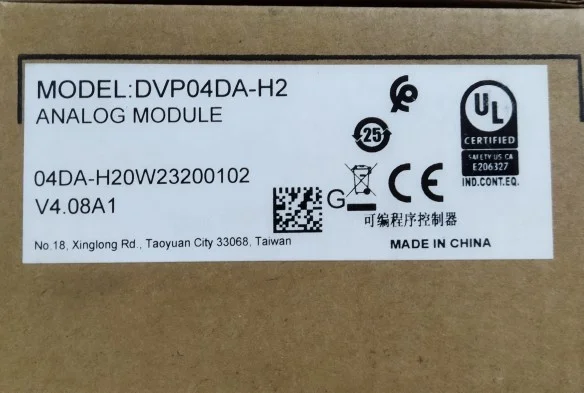 MODEL:DVP04DA-H2
ANALOG MODULE
25
UL
CERTIFIED
SAFETY US CA
E206327
IND.CONT.EQ.
04DA-H20W23200102
V4.08A1
G
CE
可编程序控制器
No.18, Xinglong Rd., Taoyuan City 33068, Taiwan
MADE IN CHINA